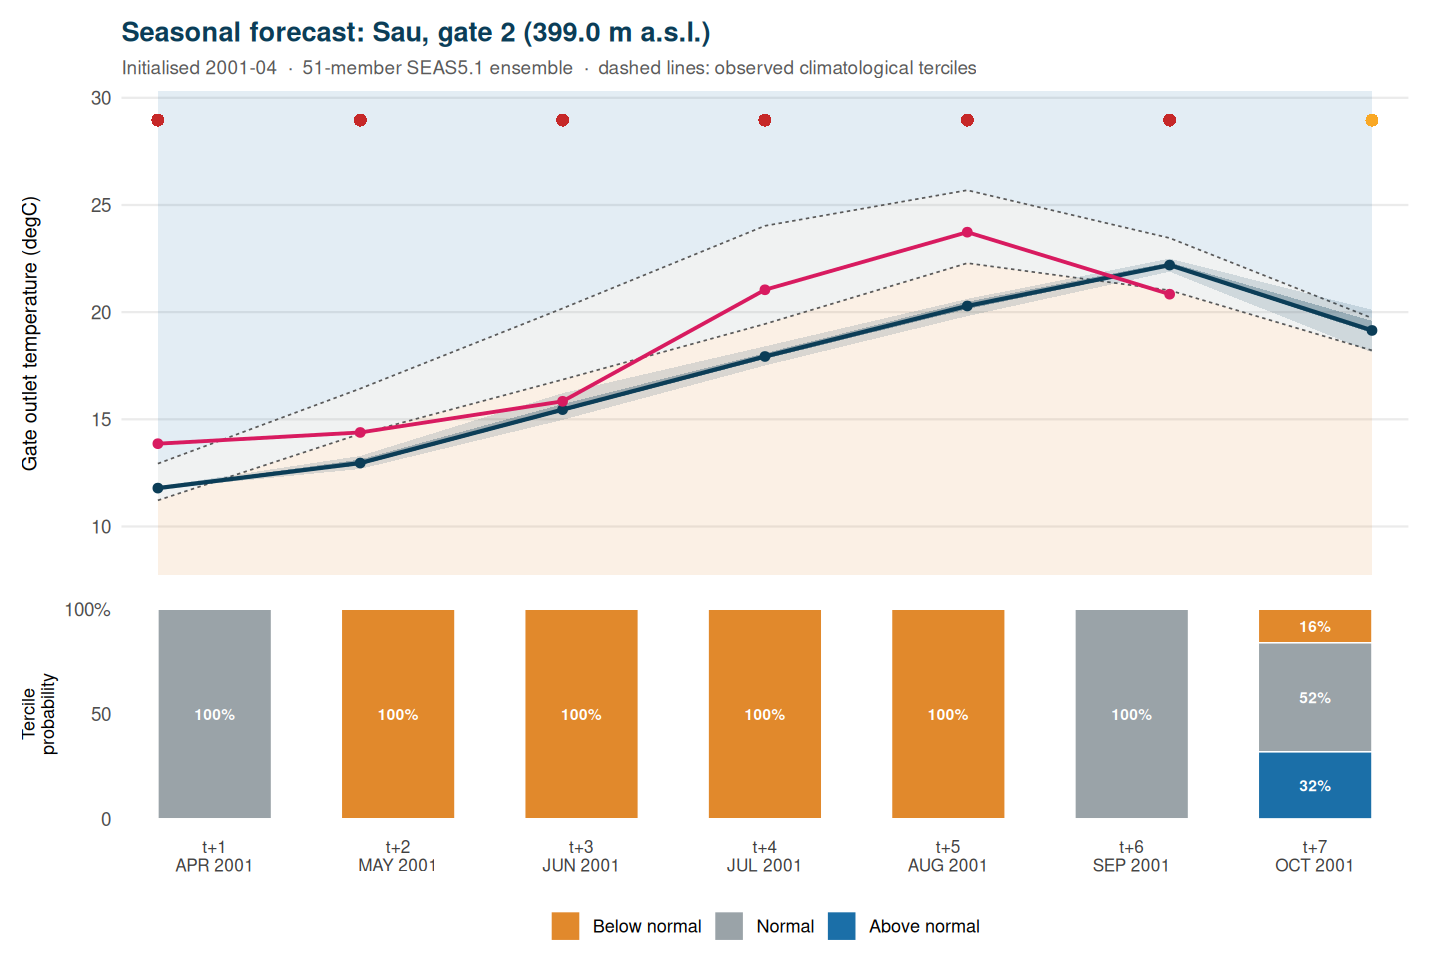 Seasonal forecast: Sau, gate 2 (399.0 m a.s.l.)
Initialised 2001-04 · 51-member SEAS5.1 ensemble · dashed lines: observed climatological terciles
Gate outlet temperature (degC)
30
25
20
15
10
Tercile
probability
100%
50
0
100%
100%
100%
100%
100%
100%
16%
52%
32%
t+1
APR 2001
t+2
MAY 2001
t+3
JUN 2001
t+4
JUL 2001
t+5
AUG 2001
t+6
SEP 2001
t+7
OCT 2001
Below normal
Normal
Above normal